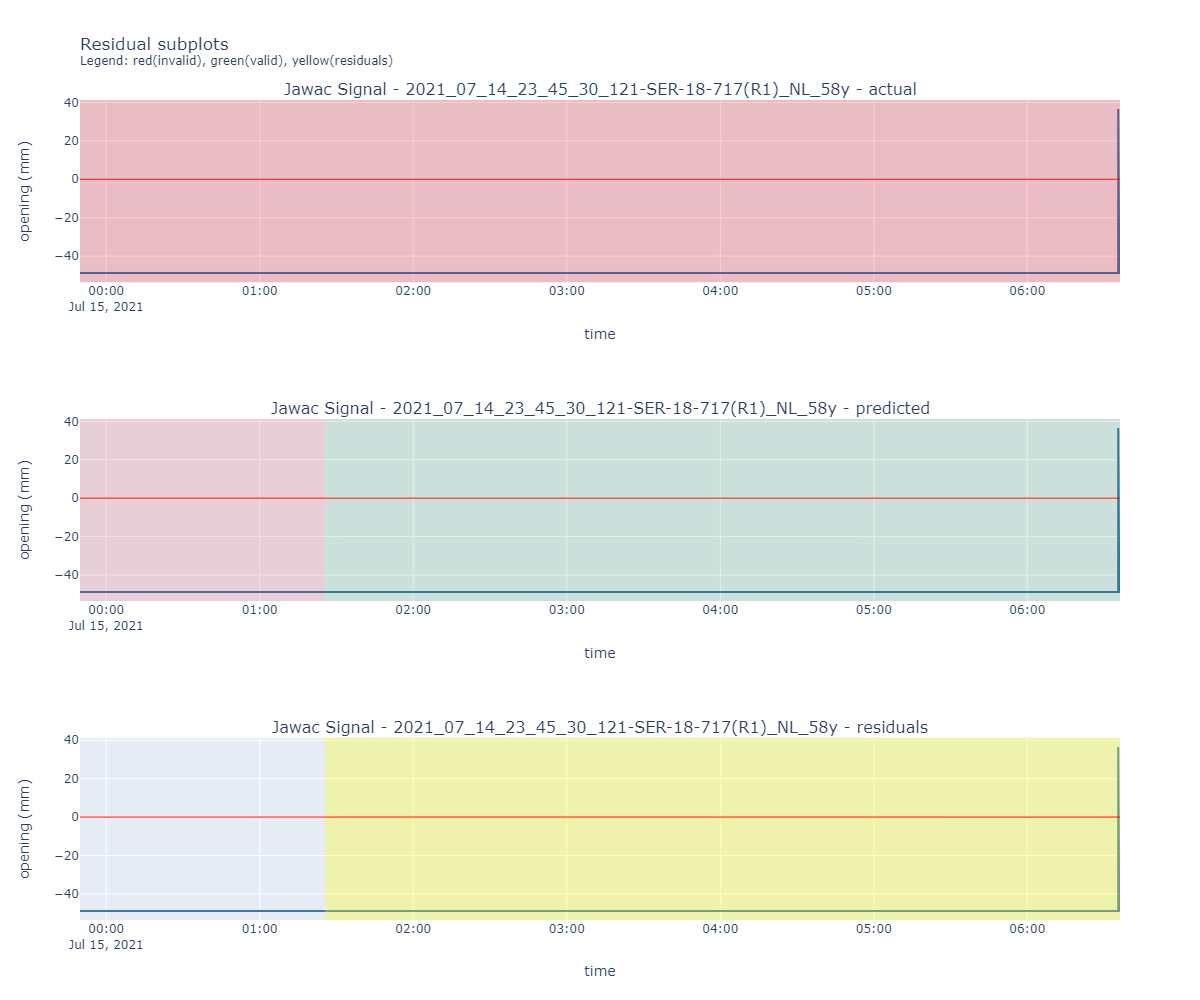 Residual subplots
Legend: red(invalid), green(valid), yellow(residuals)
Jawac Signal - 2021_07_14_23_45_30_121-SER-18-717(R1)_NL_58y - actual
40
20
0
−20
−40
opening (mm)
00:00 01:00 02:00 03:00 04:00 05:00 06:00
Jul 15, 2021
time
Jawac Signal - 2021_07_14_23_45_30_121-SER-18-717(R1)_NL_58y - predicted
40
20
0
−20
−40
opening (mm)
00:00 01:00 02:00 03:00 04:00 05:00 06:00
Jul 15, 2021
time
Jawac Signal - 2021_07_14_23_45_30_121-SER-18-717(R1)_NL_58y - residuals
40
20
0
−20
−40
opening (mm)
00:00 01:00 02:00 03:00 04:00 05:00 06:00
Jul 15, 2021
time